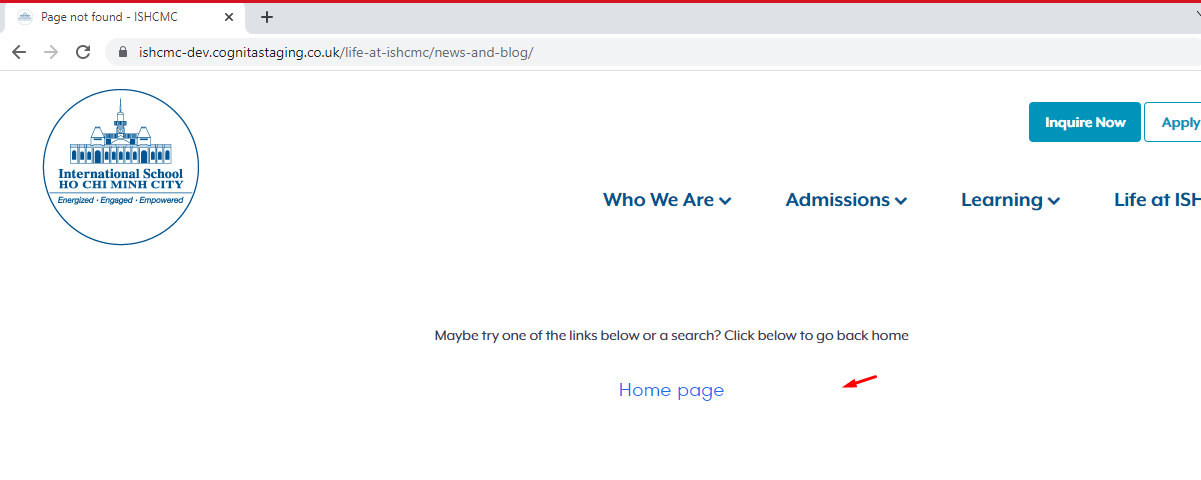 Page not found - ISHCMC
ishcmc-dev.cognitastaging.co.uk/life-at-ishcmc/news-and-blog/
International School
HO CHI MINH CITY
Energized · Engaged · Empowered
Inquire Now
Apply
Who We Are
Admissions
Learning
Life at ISH
Maybe try one of the links below or a search? Click below to go back home
Home page